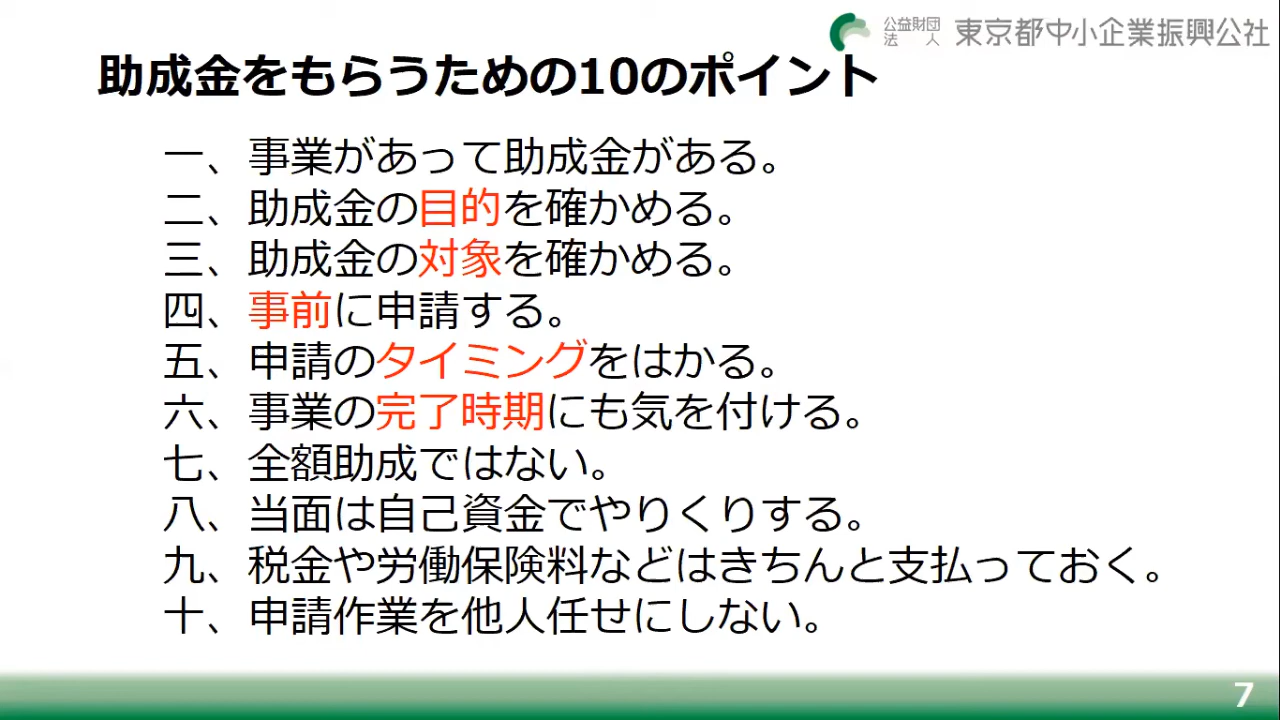 公益財団
法 人 東京都中小企業振興公社
助成金をもらうための10のポイント
一、事業があって助成金がある。
二、助成金の目的を確かめる。
三、助成金の対象を確かめる。
四、事前に申請する。
五、申請のタイミングをはかる。
六、事業の完了時期にも気を付ける。
七、全額助成ではない。
八、当面は自己資金でやりくりする。
九、税金や労働保険料などはきちんと支払っておく。
十、申請作業を他人任せにしない。
7